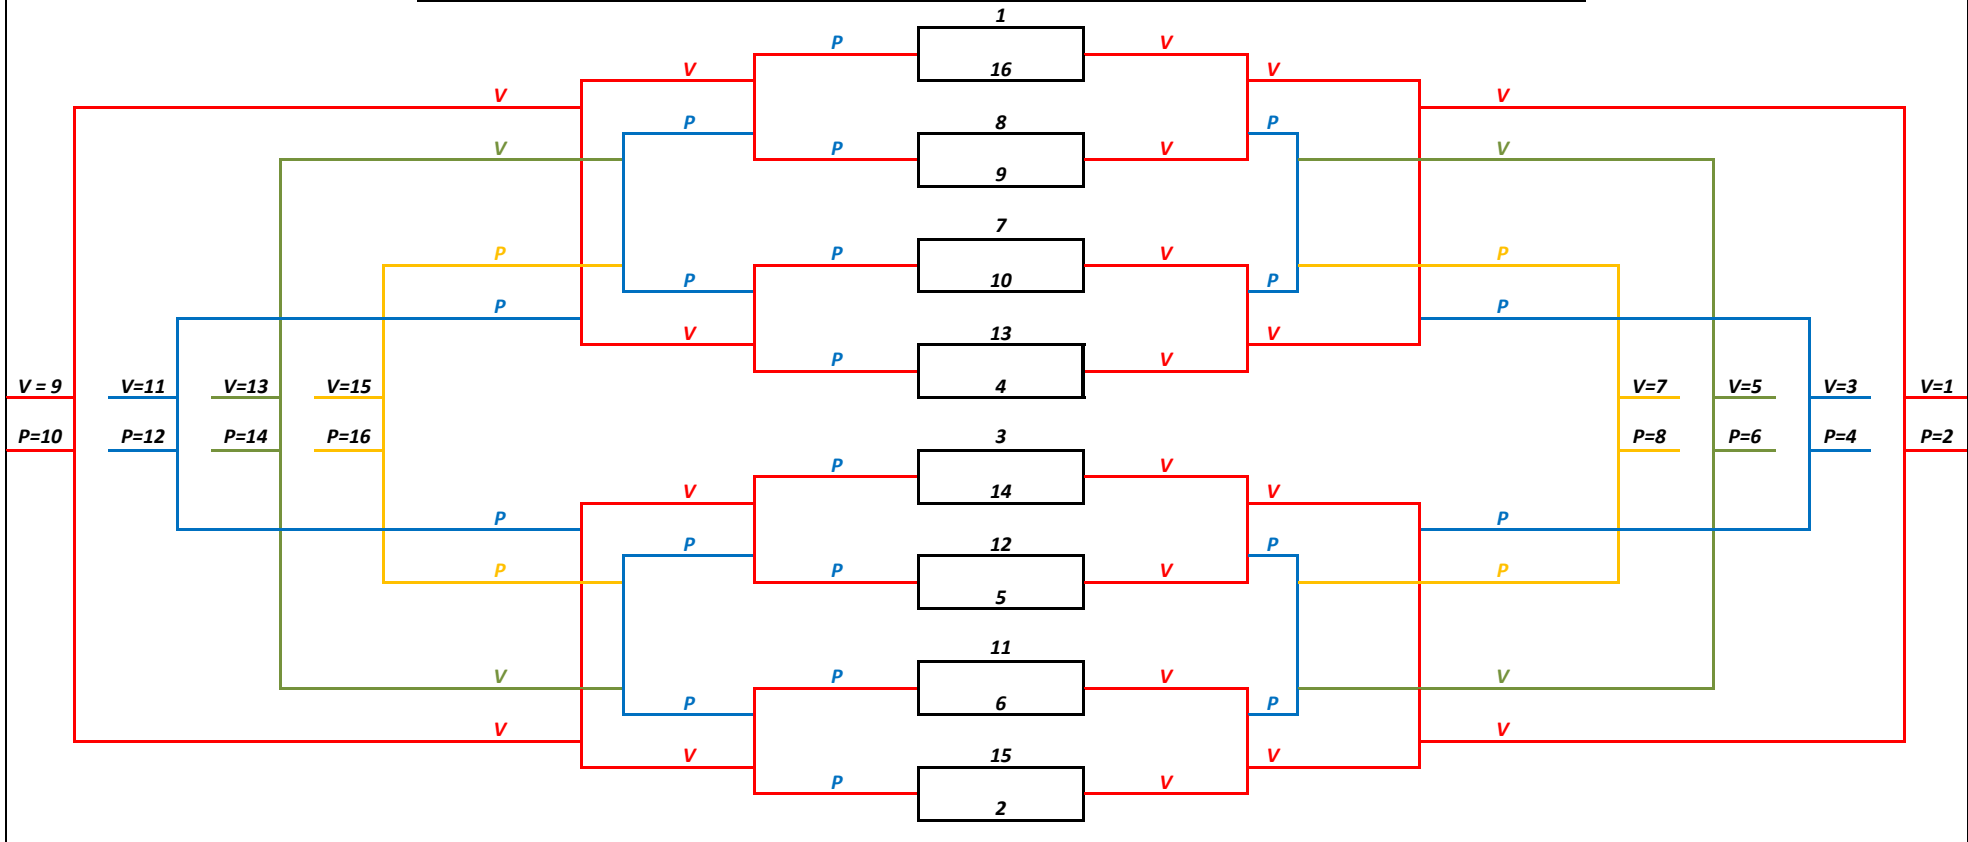 1
P V
16
V V
V V
8
P P
V P V V
9
7
P P V P
10
P P
P P
13
V V
P V
4
V = 9 V=11 V=13 V=15 V=7 V=5 V=3 V=1
P=10 P=12 P=14 P=16 P=8 P=6 P=4 P=2
3
P V
14
V V
P P
12
P P
P V
P P
5
11
P V
V V
6
P P
V V
15
V V
P V
2